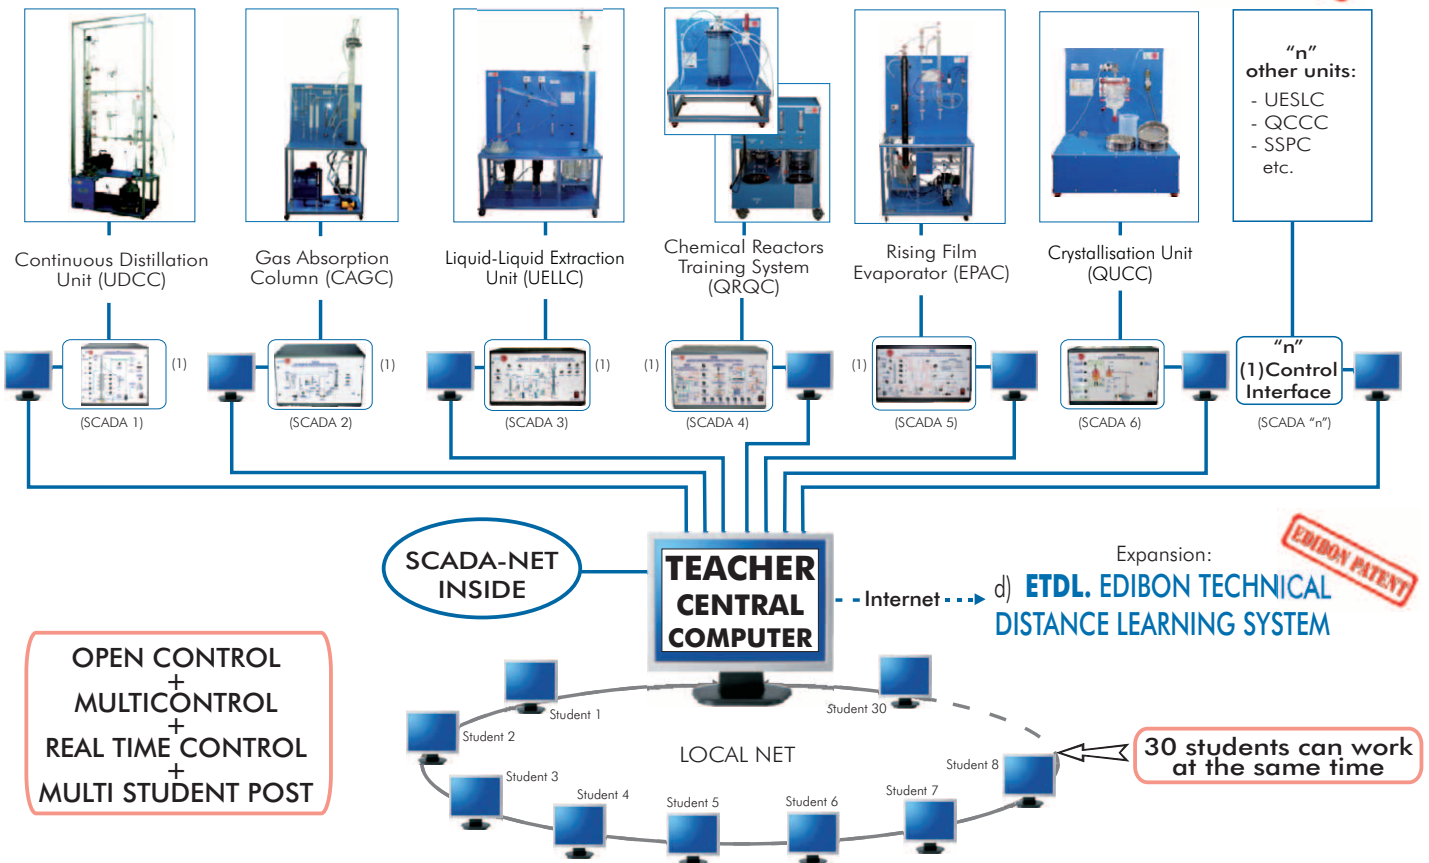 "n"
other units:
- UESLC
- QCCC
- SSPC
etc.
Continuous Distillation
Unit (UDCC)
Gas Absorption
Column (CAGC)
Liquid-Liquid Extraction
Unit (UELLC)
Chemical Reactors
Training System
(QRQC)
Rising Film
Evaporator (EPAC)
Crystallisation Unit
(QUCC)
(1)
(1)
(1)
(1)
(1)
(1)
"n"
(1)Control
Interface
(SCADA 1)
(SCADA 2)
(SCADA 3)
(SCADA 4)
(SCADA 5)
(SCADA 6)
(SCADA "n")
SCADA-NET
INSIDE
TEACHER
CENTRAL
COMPUTER
Internet
Expansion:
d) ETDL. EDIBON TECHNICAL
DISTANCE LEARNING SYSTEM
EDIBON PATENT
OPEN CONTROL
+
MULTICONTROL
+
REAL TIME CONTROL
+
MULTI STUDENT POST
Student 1
Student 2
Student 3
Student 4
Student 5
Student 6
Student 7
Student 8
Student 30
LOCAL NET
30 students can work
at the same time